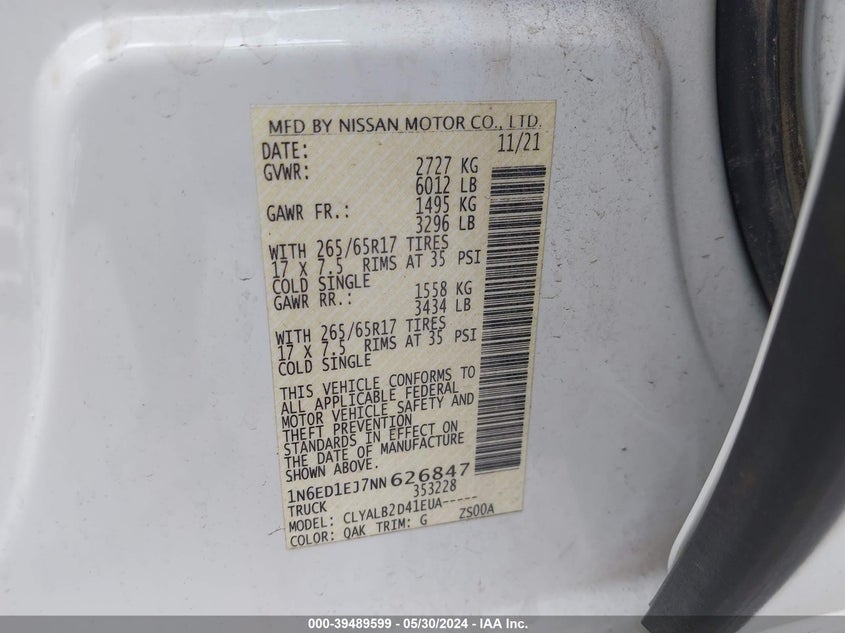 MFD BY NISSAN MOTOR CO., LTD.
DATE: 11/21
GVWR: 2727 KG
6012 LB
GAWR FR.: 1495 KG
3296 LB
WITH 265/65R17 TIRES
17 X 7.5 RIMS AT 35 PSI
COLD SINGLE
GAWR RR.: 1558 KG
3434 LB
WITH 265/65R17 TIRES
17 X 7.5 RIMS AT 35 PSI
COLD SINGLE
THIS VEHICLE CONFORMS TO
ALL APPLICABLE FEDERAL
MOTOR VEHICLE SAFETY AND
THEFT PREVENTION
STANDARDS IN EFFECT ON
THE DATE OF MANUFACTURE
SHOWN ABOVE.
1N6ED1EJ7NN626847
TRUCK 353228
MODEL: CLYALB2D41EUA-----
COLOR: QAK TRIM: G ZS00A
000-39489599 - 05/30/2024 - IAA Inc.